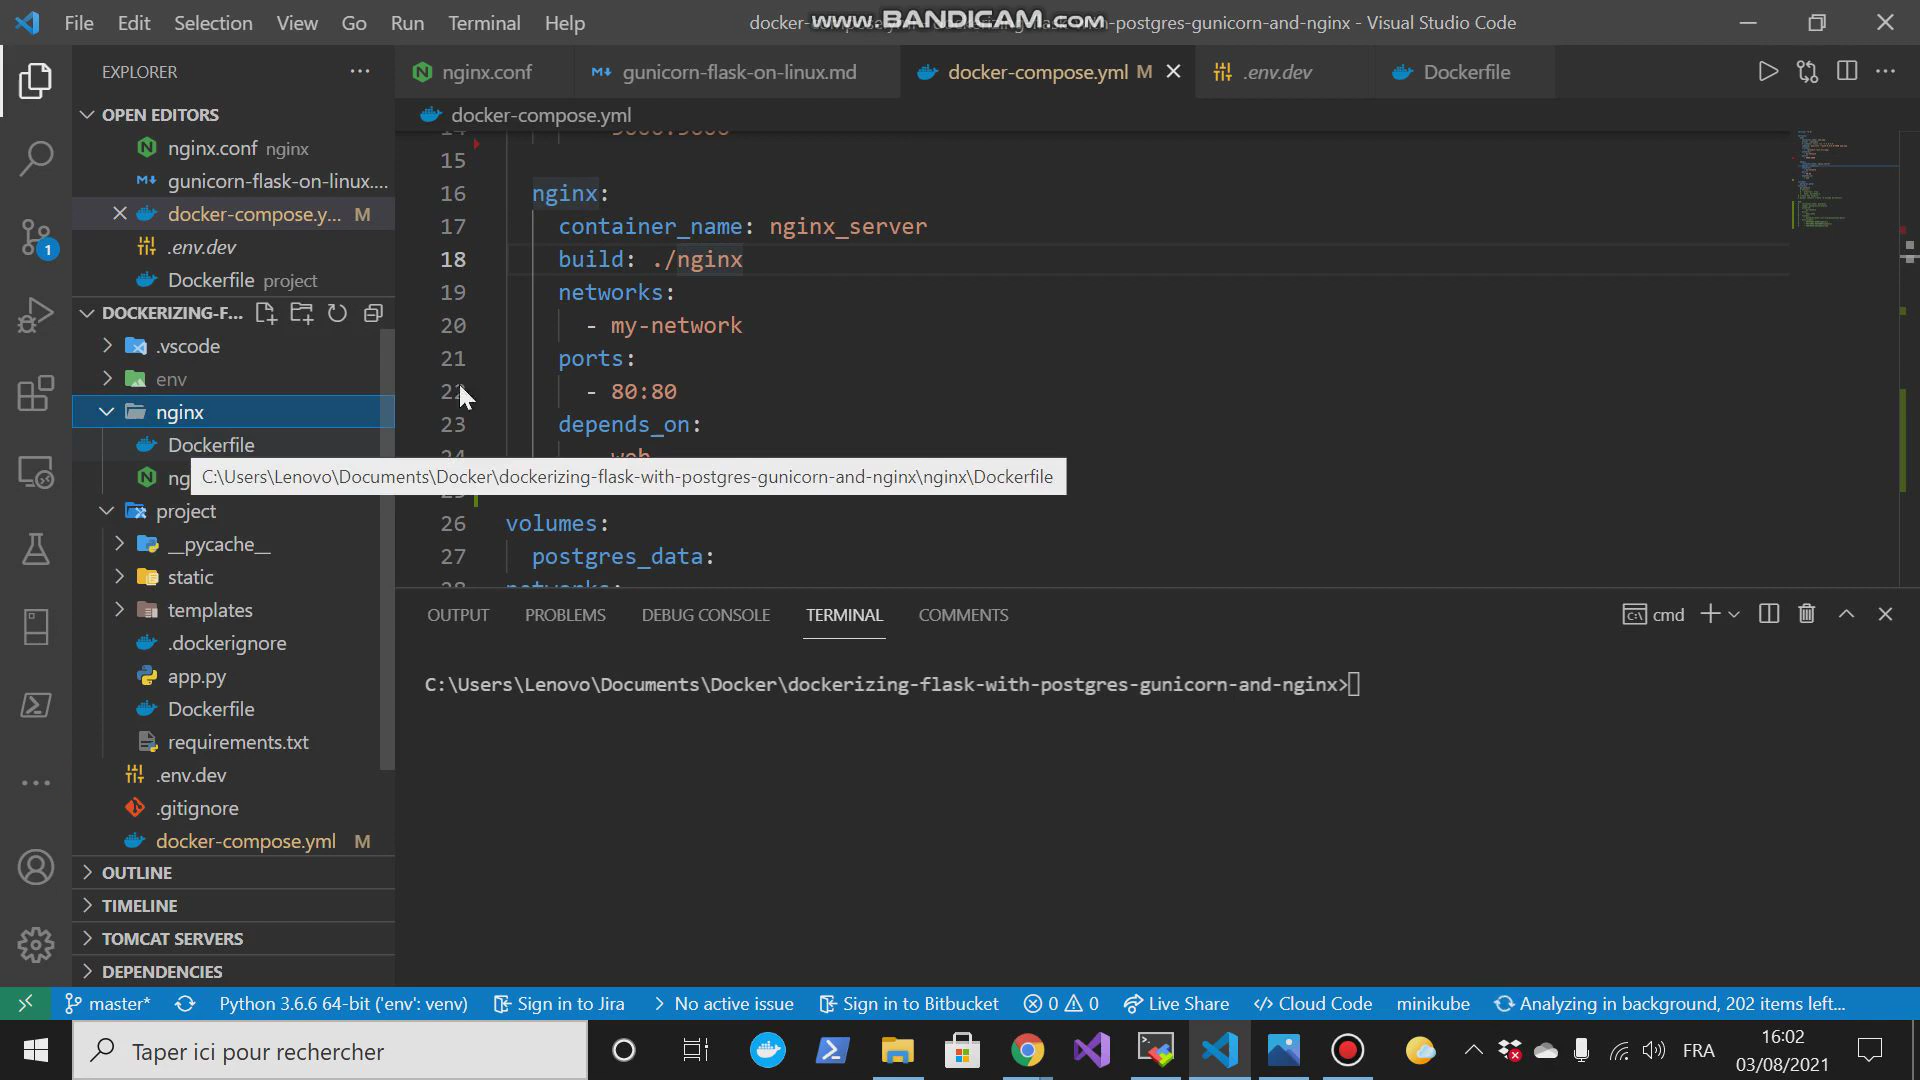 File Edit Selection View Go Run Terminal Help
www.BANDICAM.com
-postgres-gunicorn-and-nginx - Visual Studio Code
EXPLORER
nginx.conf
gunicorn-flask-on-linux.md
docker-compose.yml M
.env.dev
Dockerfile
OPEN EDITORS
nginx.conf nginx
gunicorn-flask-on-linux....
docker-compose.y... M
.env.dev
Dockerfile project
DOCKERIZING-F...
.vscode
env
nginx
Dockerfile
ng
project
__pycache__
static
templates
.dockerignore
app.py
Dockerfile
requirements.txt
.env.dev
.gitignore
docker-compose.yml M
OUTLINE
TIMELINE
TOMCAT SERVERS
DEPENDENCIES
docker-compose.yml
15
16 nginx:
17 container_name: nginx_server
18 build: ./nginx
19 networks:
20 - my-network
21 ports:
22 - 80:80
23 depends_on:
24 web
C:\Users\Lenovo\Documents\Docker\dockerizing-flask-with-postgres-gunicorn-and-nginx\nginx\Dockerfile
26 volumes:
27 postgres_data:
28 networks:
OUTPUT PROBLEMS DEBUG CONSOLE TERMINAL COMMENTS
cmd
C:\Users\Lenovo\Documents\Docker\dockerizing-flask-with-postgres-gunicorn-and-nginx>
1
master* Python 3.6.6 64-bit ('env': venv) Sign in to Jira No active issue Sign in to Bitbucket 0 0 Live Share Cloud Code minikube Analyzing in background, 202 items left...
Taper ici pour rechercher
FRA
16:02
03/08/2021